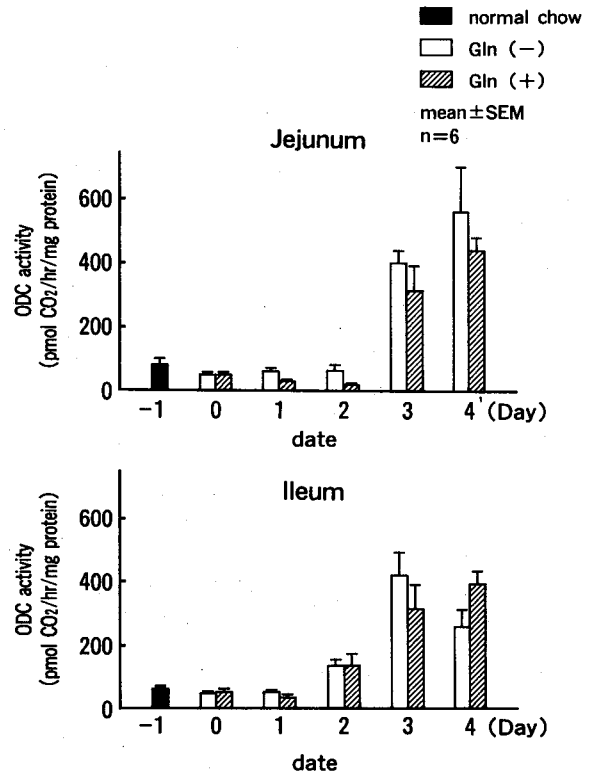 normal chow
Gln (−)
Gln (+)
mean±SEM
n=6
Jejunum
ODC activity
(pmol CO₂/hr/mg protein)
600
400
200
0
−1 0 1 2 3 4 (Day)
date
Ileum
ODC activity
(pmol CO₂/hr/mg protein)
600
400
200
0
−1 0 1 2 3 4 (Day)
date